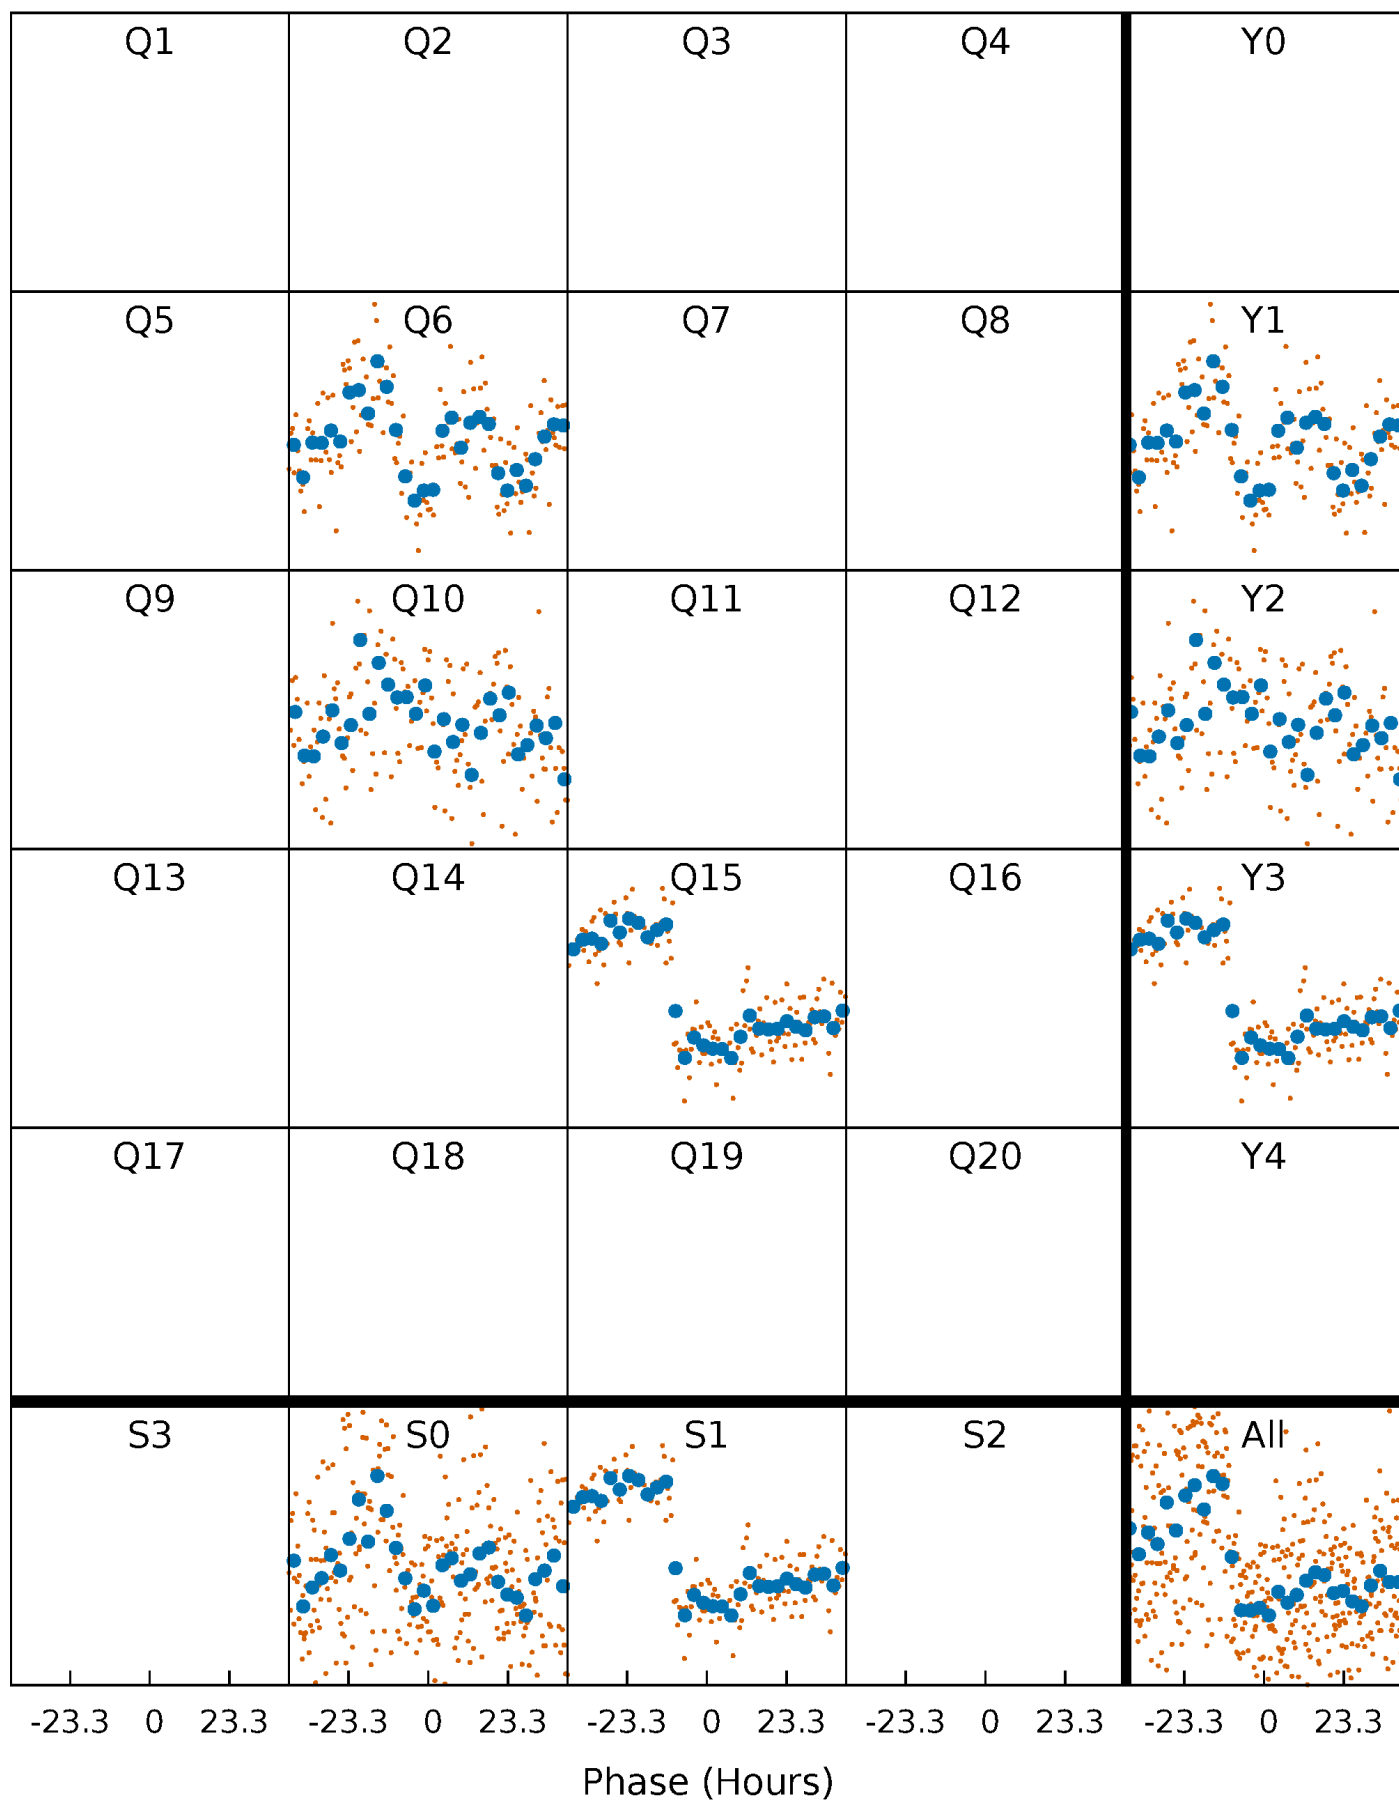 Q1 Q2 Q3 Q4 Y0
Q5 Q6 Q7 Q8 Y1
Q9 Q10 Q11 Q12 Y2
Q13 Q14 Q15 Q16 Y3
Q17 Q18 Q19 Q20 Y4
S3 S0 S1 S2 All
-23.3 0 23.3 -23.3 0 23.3 -23.3 0 23.3 -23.3 0 23.3 -23.3 0 23.3
Phase (Hours)